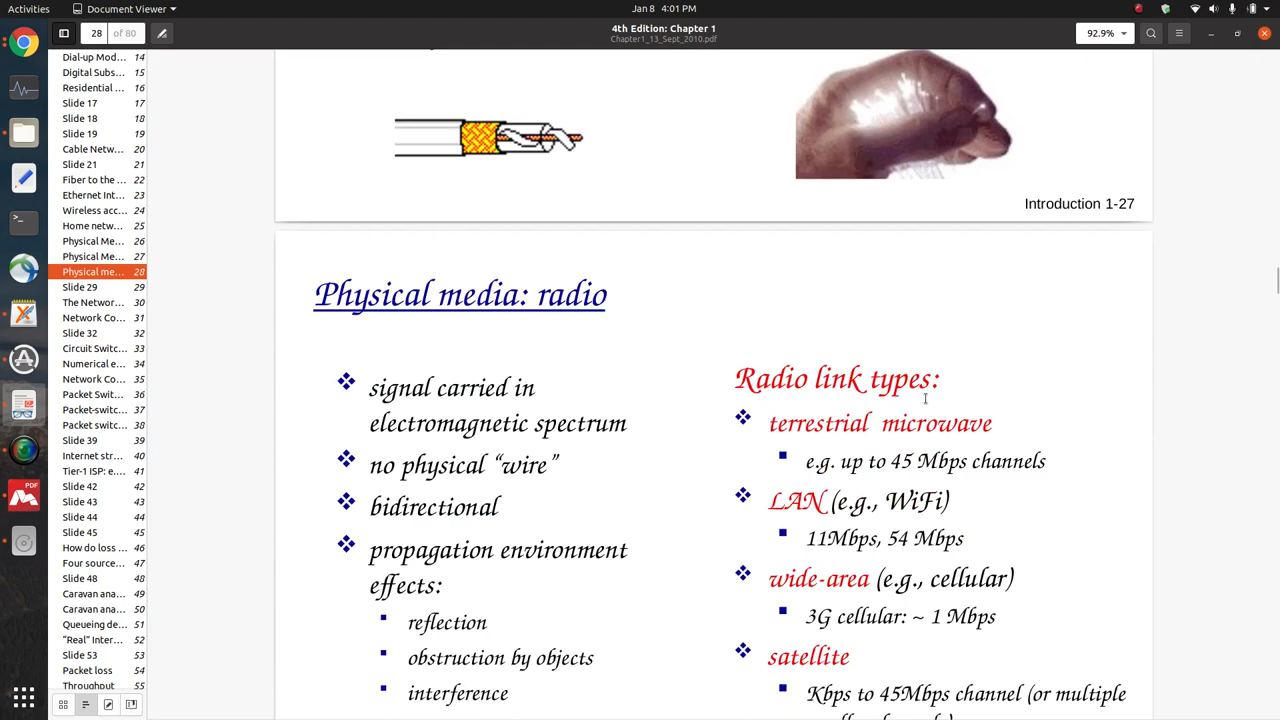 Activities
Document Viewer
Jan 8 4:01 PM
28
of 80
4th Edition: Chapter 1
Chapter1_13_Sept_2010.pdf
92.9%
Dial-up Mod... 14
Digital Subs... 15
Residential ... 16
Slide 17 17
Slide 18 18
Slide 19 19
Cable Netw... 20
Slide 21 21
Fiber to the ... 22
Ethernet Int... 23
Wireless acc... 24
Home netw... 25
Physical Me... 26
Physical Me... 27
Physical me... 28
Slide 29 29
The Networ... 30
Network Co... 31
Slide 32 32
Circuit Switc... 33
Numerical e... 34
Network Co... 35
Packet Swit... 36
Packet-switc... 37
Packet switc... 38
Slide 39 39
Internet str... 40
Tier-1 ISP: e.... 41
Slide 42 42
Slide 43 43
Slide 44 44
Slide 45 45
How do loss ... 46
Four source... 47
Slide 48 48
Caravan ana... 49
Caravan ana... 50
Queueing de... 51
“Real” Inter... 52
Slide 53 53
Packet loss 54
Throughput 55
PDF
Introduction 1-27
Physical media: radio
signal carried in
electromagnetic spectrum
no physical “wire”
bidirectional
propagation environment
effects:
reflection
obstruction by objects
interference
Radio link types:
terrestrial microwave
e.g. up to 45 Mbps channels
LAN (e.g., WiFi)
11Mbps, 54 Mbps
wide-area (e.g., cellular)
3G cellular: ~ 1 Mbps
satellite
Kbps to 45Mbps channel (or multiple